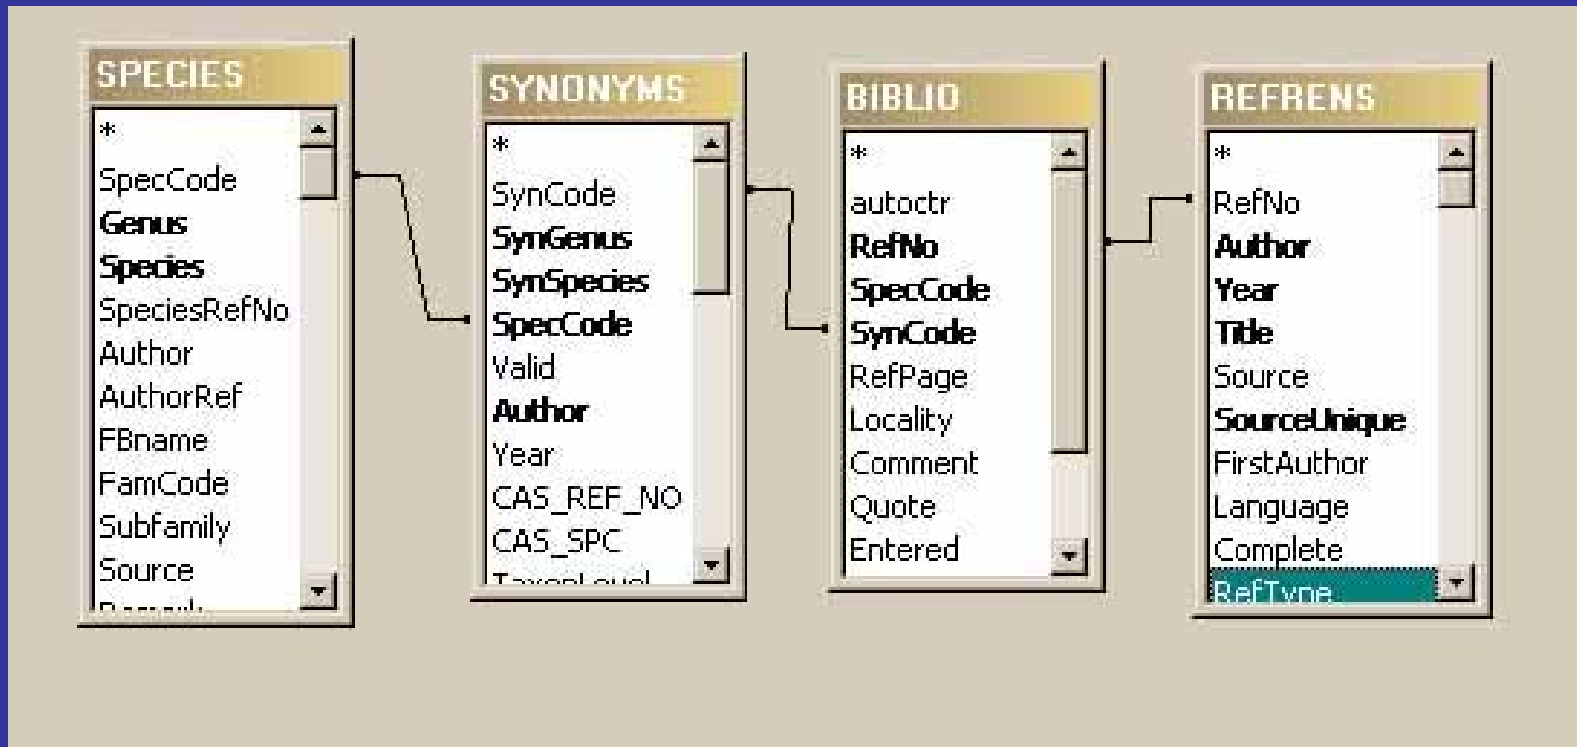 SPECIES
*
SpecCode
Genus
Species
SpeciesRefNo
Author
AuthorRef
FBname
FamCode
Subfamily
Source
Remark
SYNONYMS
*
SynCode
SynGenus
SynSpecies
SpecCode
Valid
Author
Year
CAS_REF_NO
CAS_SPC
TaxonLevel
BIBLIO
*
autoctr
RefNo
SpecCode
SynCode
RefPage
Locality
Comment
Quote
Entered
REFRENS
*
RefNo
Author
Year
Title
Source
SourceUnique
FirstAuthor
Language
Complete
RefType